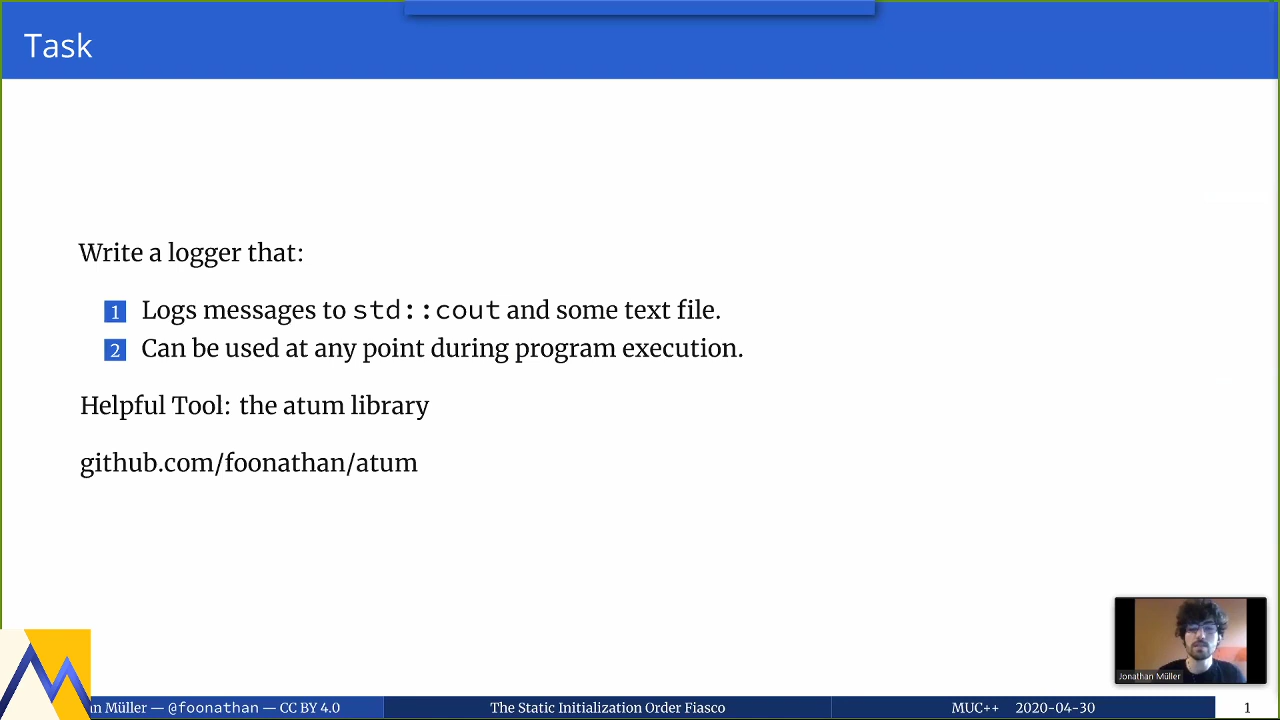 Task
Write a logger that:
1 Logs messages to std::cout and some text file.
2 Can be used at any point during program execution.
Helpful Tool: the atum library
github.com/foonathan/atum
Jonathan Müller
an Müller — @foonathan — CC BY 4.0
The Static Initialization Order Fiasco
MUC++ 2020-04-30
1